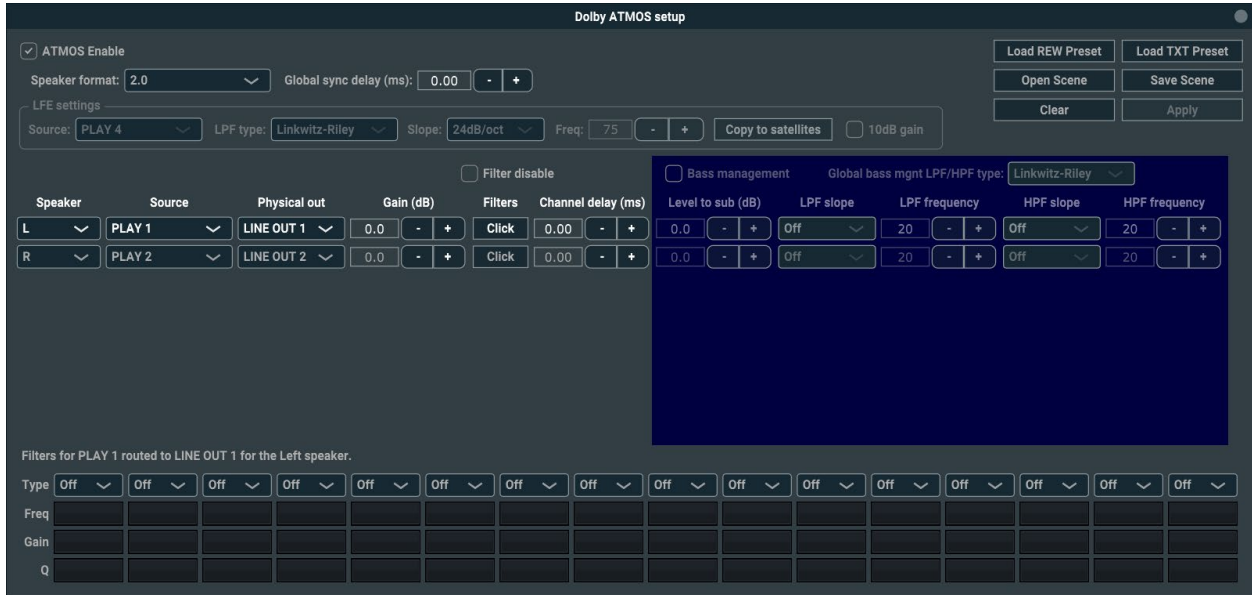 Dolby ATMOS setup
ATMOS Enable Load REW Preset Load TXT Preset
Speaker format: 2.0 Global sync delay (ms): 0.00 - + Open Scene Save Scene
LFE settings
Clear Apply
Source: PLAY 4 LPF type: Linkwitz-Riley Slope: 24dB/oct Freq: 75 - + Copy to satellites 10dB gain
Filter disable Bass management Global bass mgnt LPF/HPF type: Linkwitz-Riley
Speaker Source Physical out Gain (dB) Filters Channel delay (ms) Level to sub (dB) LPF slope LPF frequency HPF slope HPF frequency
L PLAY 1 LINE OUT 1 0.0 - + Click 0.00 - + 0.0 - + Off 20 - + Off 20 - +
R PLAY 2 LINE OUT 2 0.0 - + Click 0.00 - + 0.0 - + Off 20 - + Off 20 - +
Filters for PLAY 1 routed to LINE OUT 1 for the Left speaker.
Type Off Off Off Off Off Off Off Off Off Off Off Off Off Off Off Off
Freq
Gain
Q